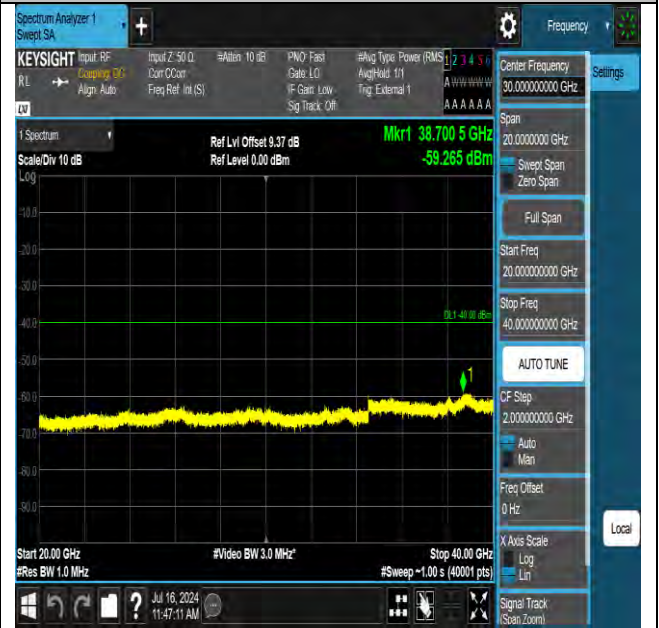 Spectrum Analyzer 1
Swept SA
Frequency
KEYSIGHT
RL
Input: RF
Coupling: DC
Align: Auto
Input Z: 50 Ω
Corr CCorr
Freq Ref: Int (S)
#Atten: 10 dB
PNO: Fast
Gate: LO
IF Gain: Low
Sig Track: Off
#Avg Type: Power (RMS
Avg|Hold: 1/1
Trig: External 1
1 2 3 4 5 6
A W W W W W
A A A A A A
1 Spectrum
Scale/Div 10 dB
Log
Ref Lvl Offset 9.37 dB
Ref Level 0.00 dBm
Mkr1 38.700 5 GHz
-59.265 dBm
-10.0
-20.0
-30.0
-40.0
-50.0
-60.0
-70.0
-80.0
-90.0
DL1 -40.00 dBm
1
Start 20.00 GHz
#Res BW 1.0 MHz
#Video BW 3.0 MHz*
Stop 40.00 GHz
#Sweep ~1.00 s (40001 pts)
Jul 16, 2024
11:47:11 AM
Center Frequency
30.00000000 GHz
Settings
Span
20.0000000 GHz
Swept Span
Zero Span
Full Span
Start Freq
20.000000000 GHz
Stop Freq
40.000000000 GHz
AUTO TUNE
CF Step
2.000000000 GHz
Auto
Man
Freq Offset
0 Hz
X Axis Scale
Log
Lin
Local
Signal Track
(Span Zoom)